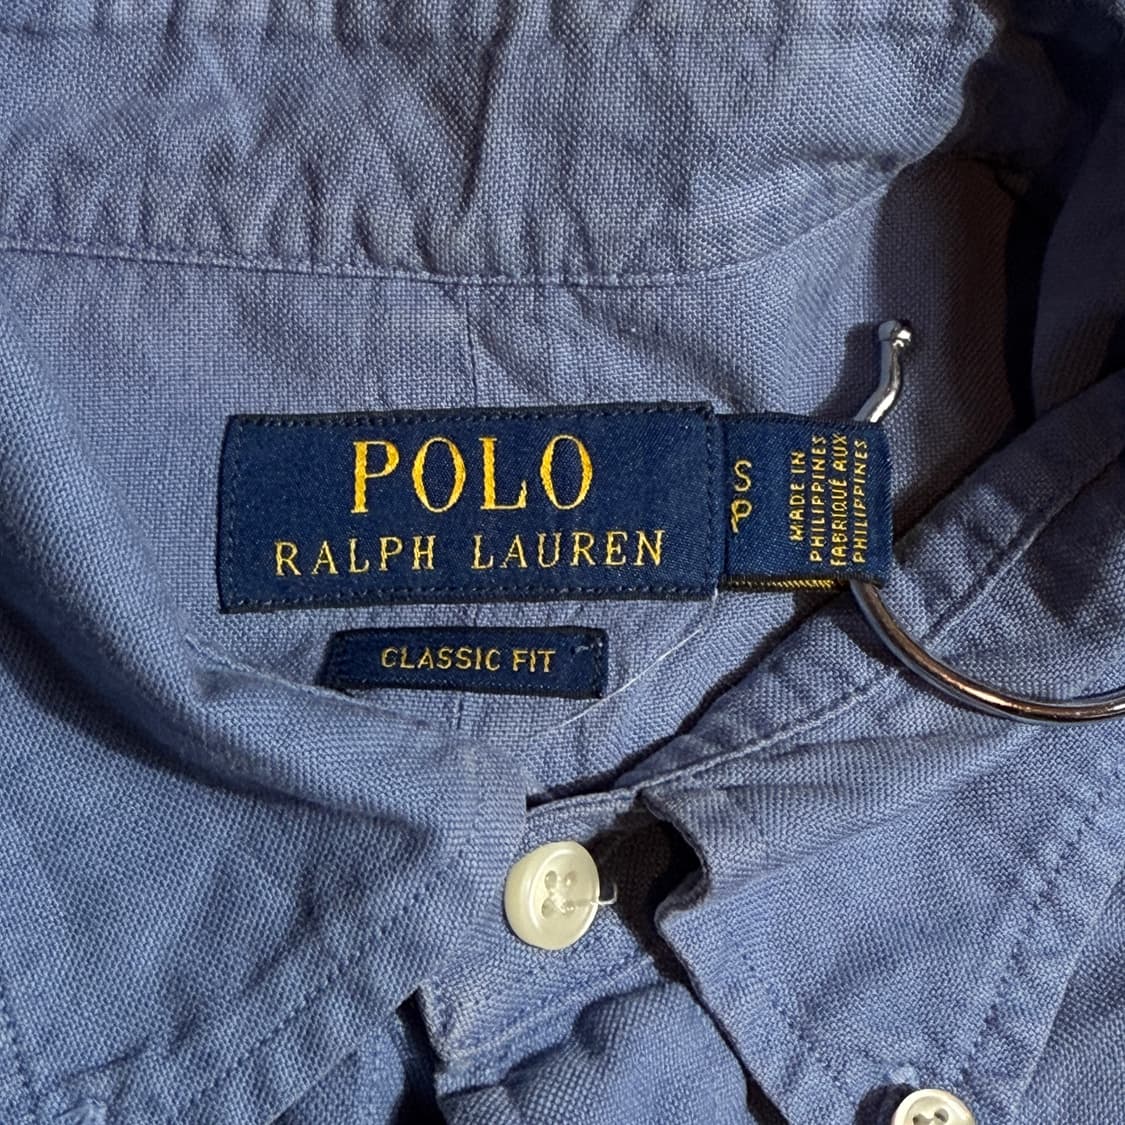 POLO
RALPH LAUREN
S
P
MADE IN
PHILIPPINES
FABRIQUÉ AUX
PHILIPPINES
CLASSIC FIT